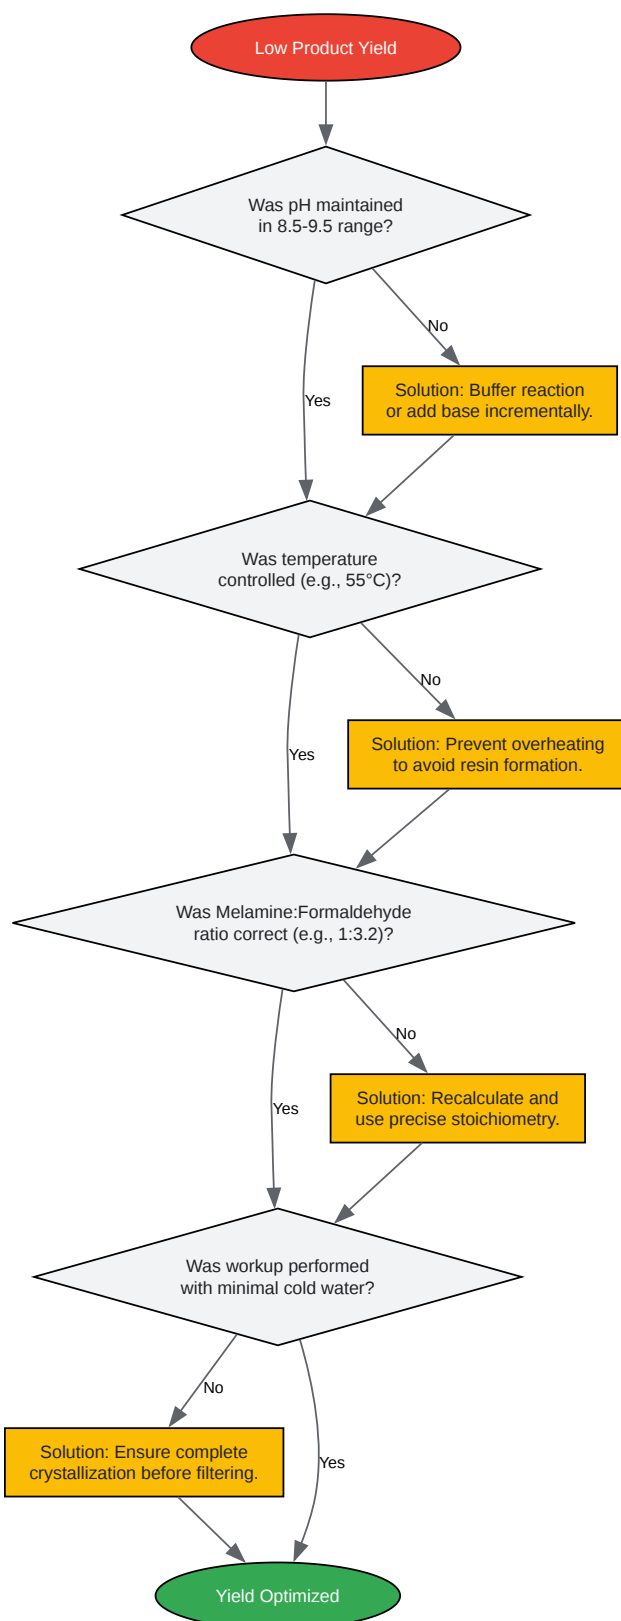 Low Product Yield
Was pH maintained
in 8.5-9.5 range?
No
Solution: Buffer reaction
or add base incrementally.
Yes
Was temperature
controlled (e.g., 55°C)?
No
Solution: Prevent overheating
to avoid resin formation.
Yes
Was Melamine:Formaldehyde
ratio correct (e.g., 1:3.2)?
No
Solution: Recalculate and
use precise stoichiometry.
Yes
Was workup performed
with minimal cold water?
No
Solution: Ensure complete
crystallization before filtering.
Yes
Yield Optimized